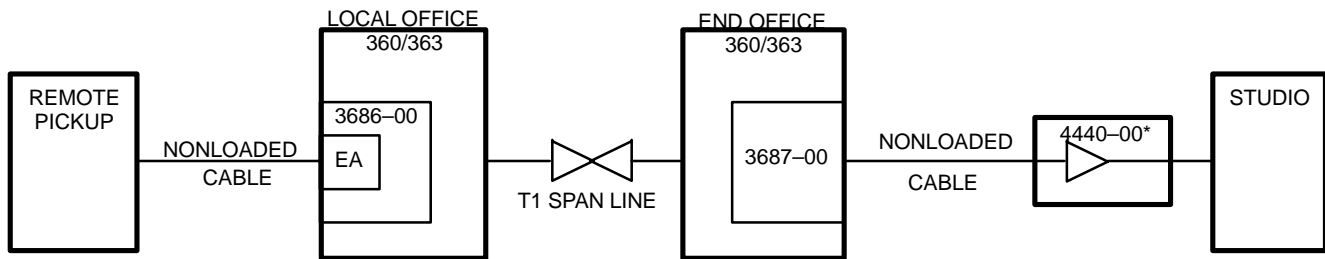 LOCAL OFFICE
360/363
END OFFICE
360/363
REMOTE
PICKUP
NONLOADED
CABLE
3686–00
EA
T1 SPAN LINE
3687–00
NONLOADED
CABLE
4440–00*
STUDIO